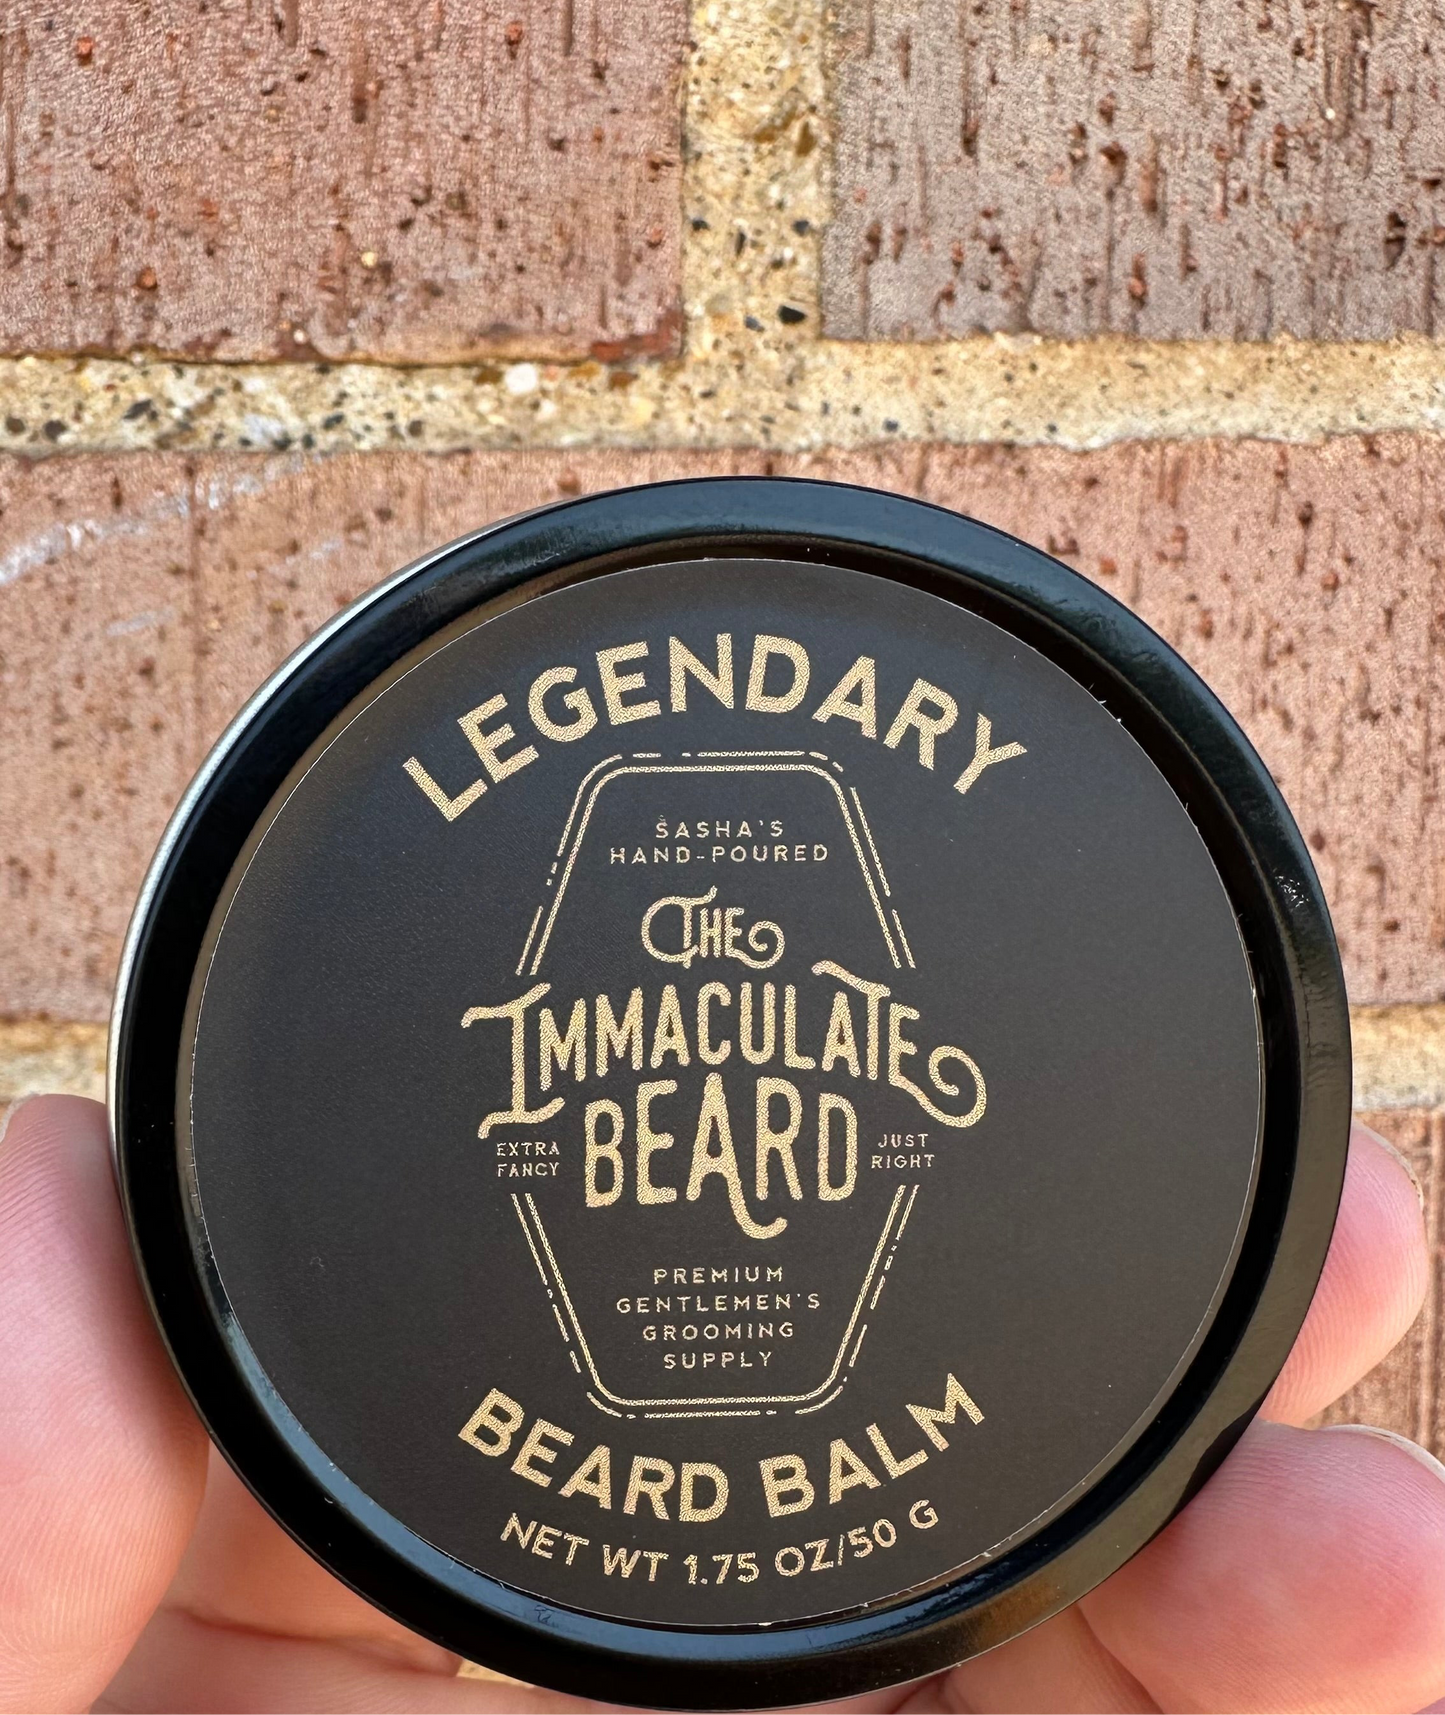 LEGENDARY
SASHA'S
HAND-POURED
THE
IMMACULATE
BEARD
EXTRA
FANCY
JUST
RIGHT
PREMIUM
GENTLEMEN'S
GROOMING
SUPPLY
BEARD BALM
NET WT 1.75 OZ/50 G